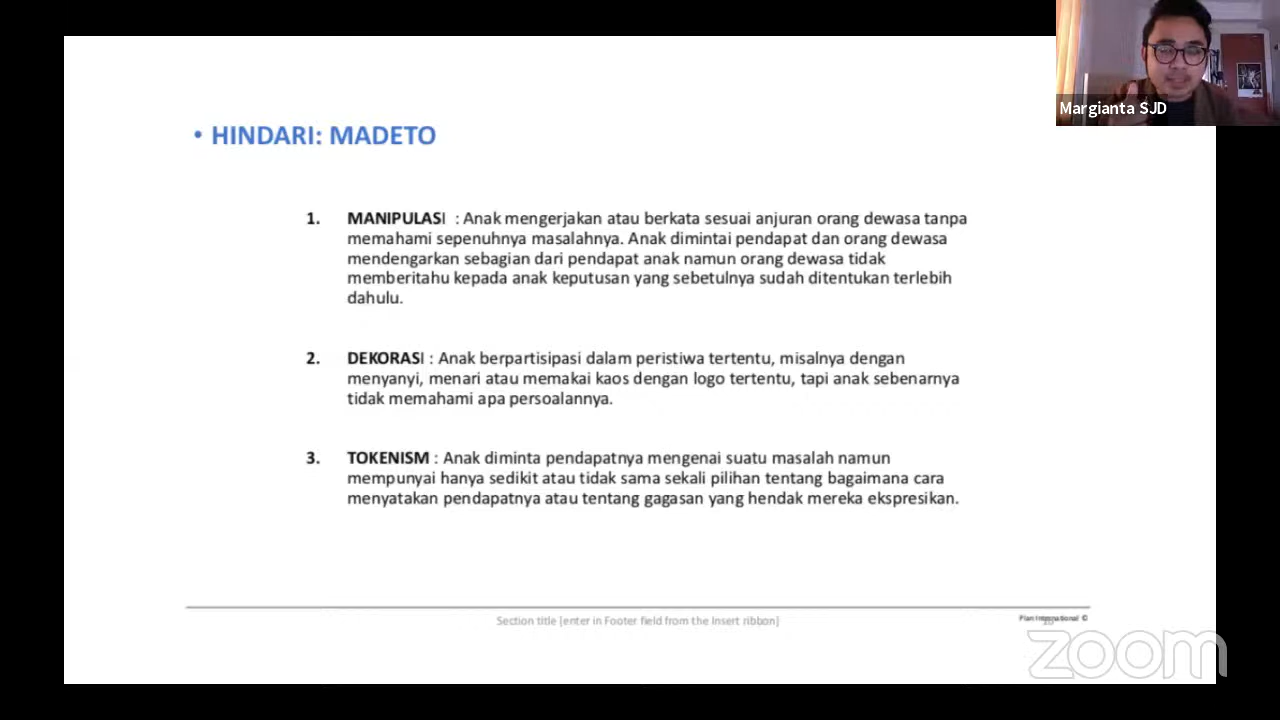 Margianta SJD
• HINDARI: MADETO
1. MANIPULASI : Anak mengerjakan atau berkata sesuai anjuran orang dewasa tanpa
memahami sepenuhnya masalahnya. Anak dimintai pendapat dan orang dewasa
mendengarkan sebagian dari pendapat anak namun orang dewasa tidak
memberitahu kepada anak keputusan yang sebetulnya sudah ditentukan terlebih
dahulu.
2. DEKORASI : Anak berpartisipasi dalam peristiwa tertentu, misalnya dengan
menyanyi, menari atau memakai kaos dengan logo tertentu, tapi anak sebenarnya
tidak memahami apa persoalannya.
3. TOKENISM : Anak diminta pendapatnya mengenai suatu masalah namun
mempunyai hanya sedikit atau tidak sama sekali pilihan tentang bagaimana cara
menyatakan pendapatnya atau tentang gagasan yang hendak mereka ekspresikan.
Section title [enter in Footer field from the Insert ribbon]
Plan International ©
zoom